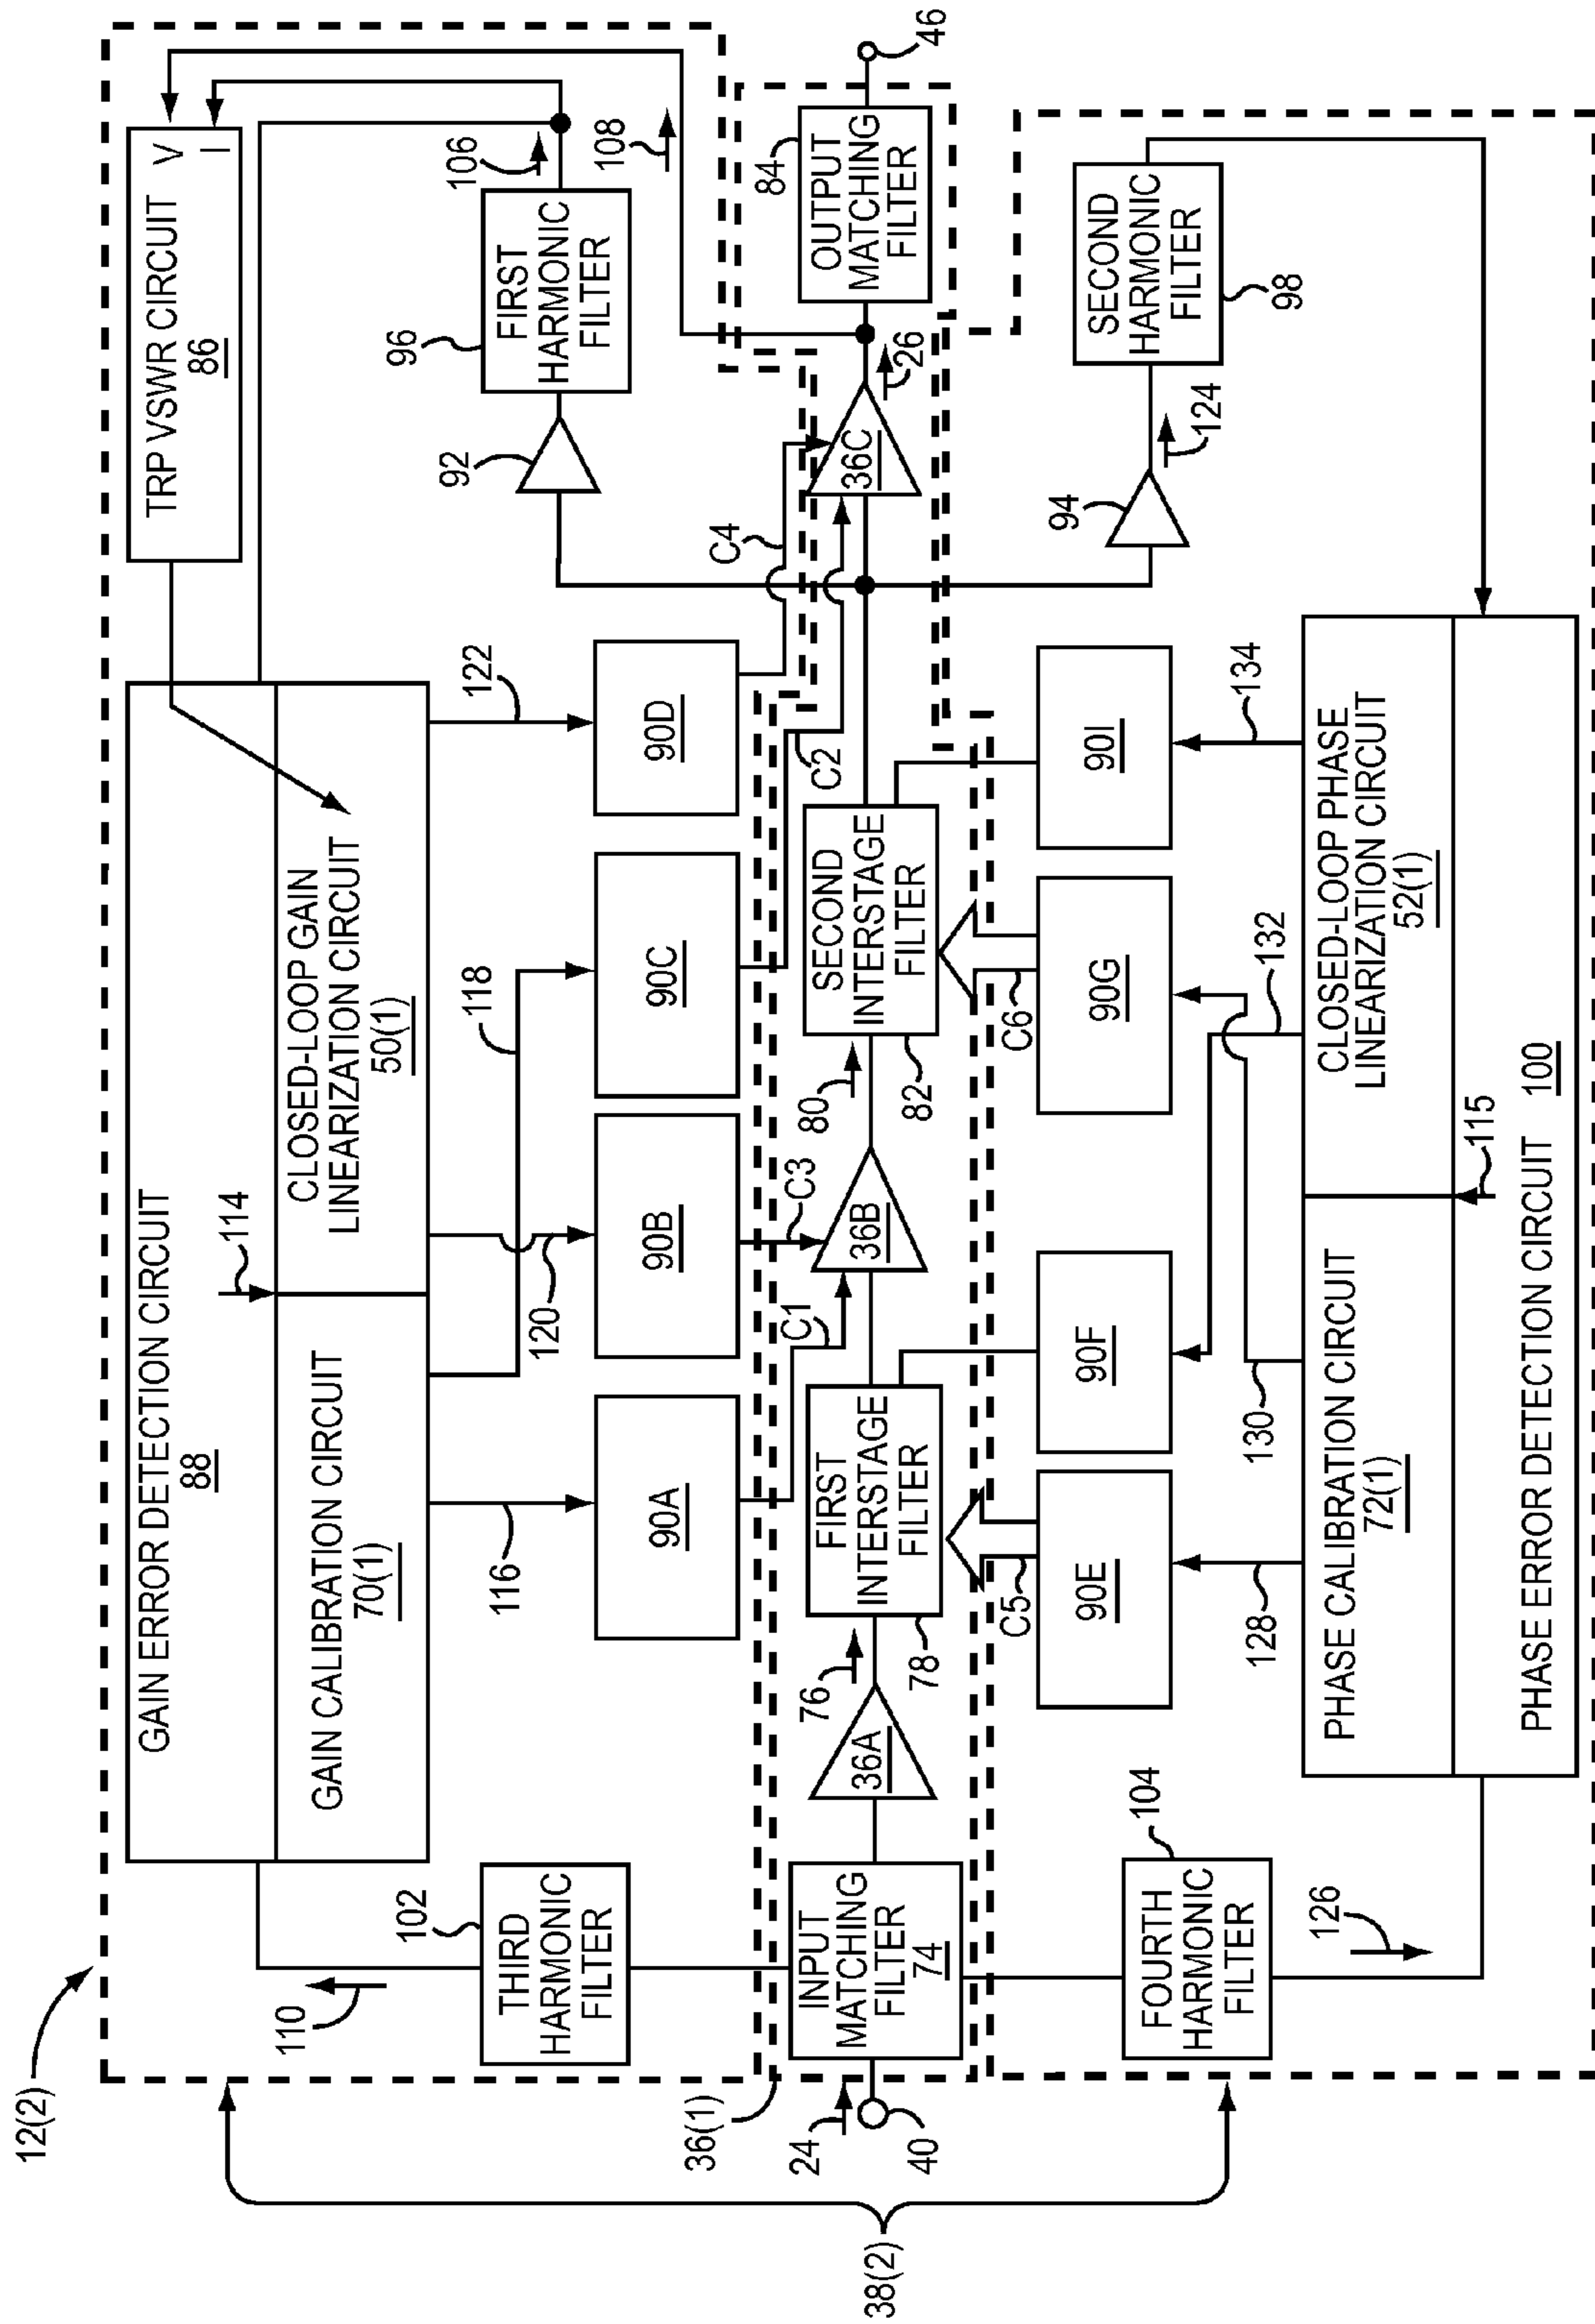 12(2)
38(2)
GAIN ERROR DETECTION CIRCUIT
88
114
GAIN CALIBRATION CIRCUIT
70(1)
CLOSED-LOOP GAIN
LINEARIZATION CIRCUIT
50(1)
TRP VSWR CIRCUIT
86
V
I
106
108
110
102
THIRD
HARMONIC
FILTER
116
120
118
122
90A
90B
90C
90D
92
96
FIRST
HARMONIC
FILTER
C1
C3
C2
C4
36(1)
24
40
INPUT
MATCHING
FILTER
74
36A
76
FIRST
INTERSTAGE
FILTER
78
36B
80
SECOND
INTERSTAGE
FILTER
82
36C
26
84
OUTPUT
MATCHING
FILTER
46
C5
C6
90E
90F
90G
90I
94
124
SECOND
HARMONIC
FILTER
98
104
FOURTH
HARMONIC
FILTER
126
128
130
132
134
PHASE CALIBRATION CIRCUIT
72(1)
CLOSED-LOOP PHASE
LINEARIZATION CIRCUIT
52(1)
115
PHASE ERROR DETECTION CIRCUIT 100